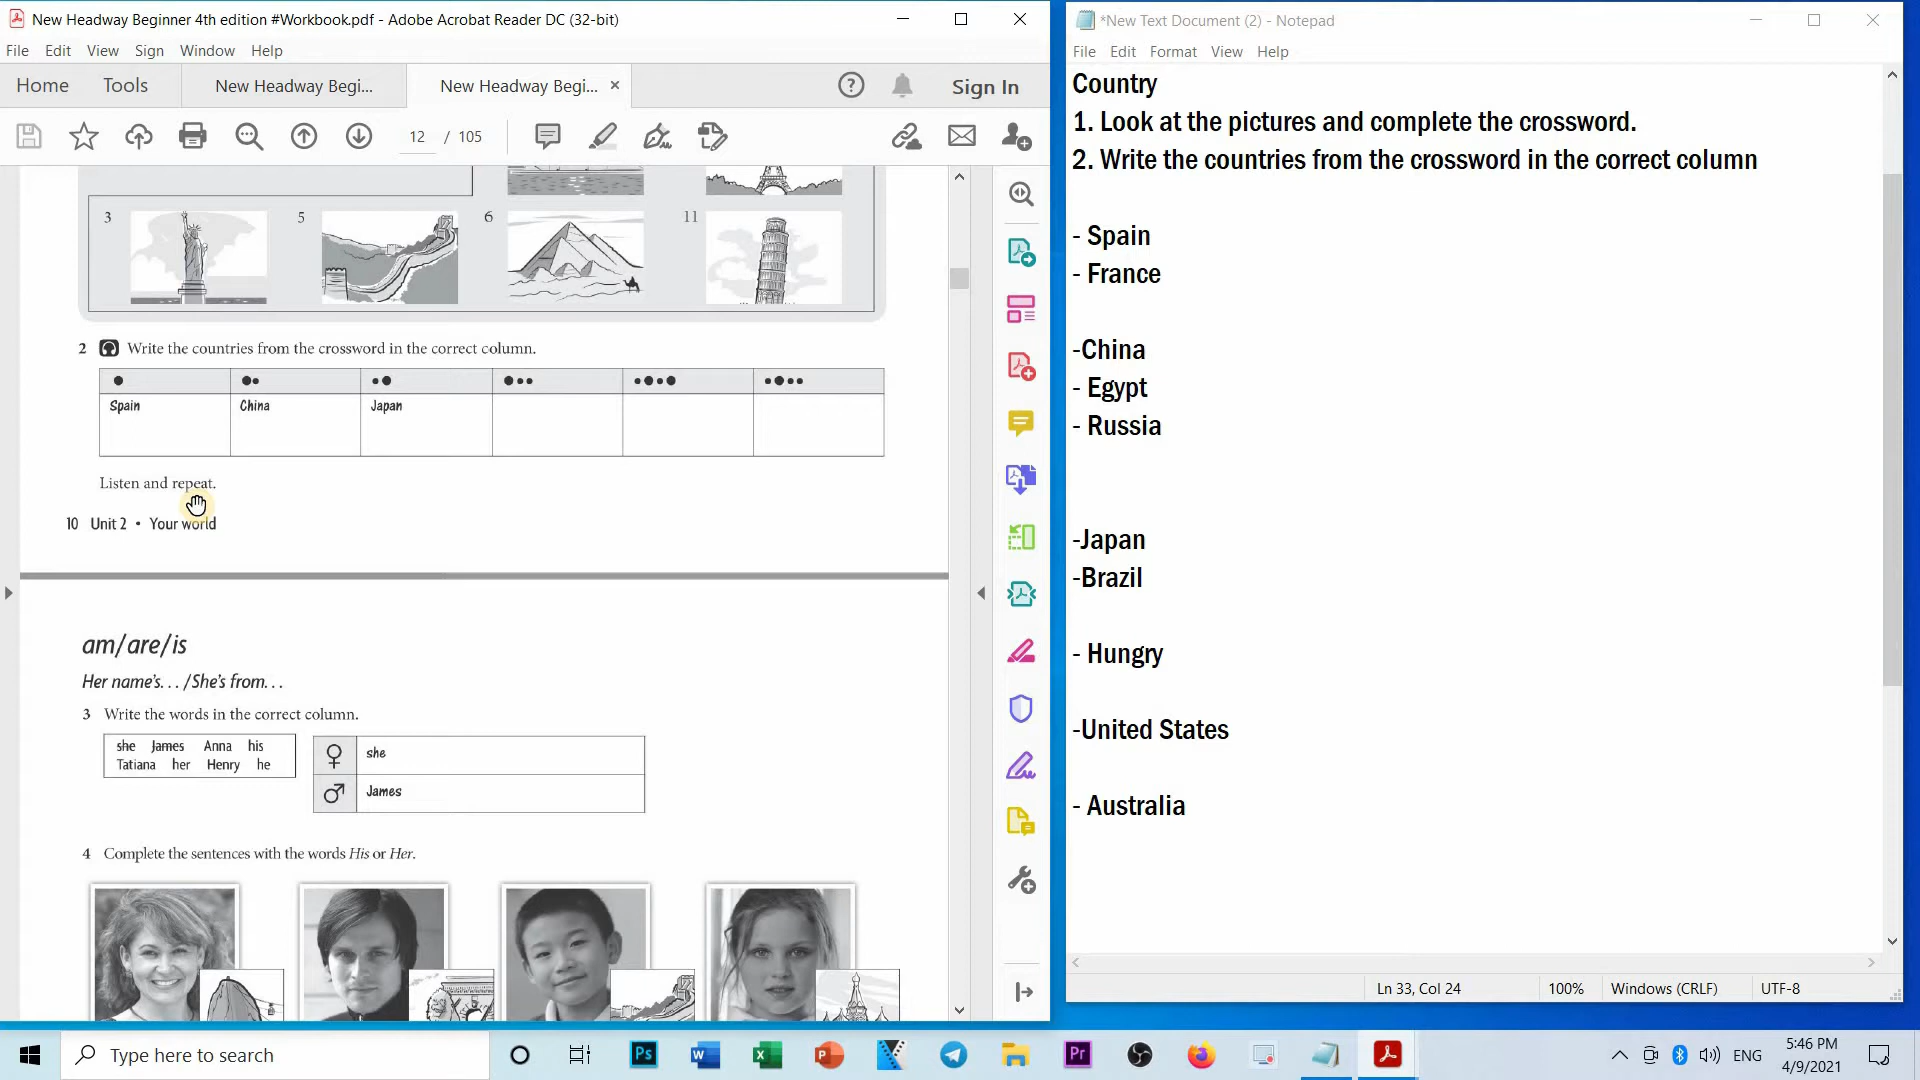 New Headway Beginner 4th edition #Workbook.pdf - Adobe Acrobat Reader DC (32-bit)
File Edit View Sign Window Help
Home Tools New Headway Begi... New Headway Begi... × Sign In
12 / 105
3 5 6 11
2 Write the countries from the crossword in the correct column.
Spain China Japan
Listen and repeat.
10 Unit 2 • Your world
am/are/is
Her name's. . . /She's from. . .
3 Write the words in the correct column.
she James Anna his
Tatiana her Henry he
she
James
4 Complete the sentences with the words His or Her.
*New Text Document (2) - Notepad
File Edit Format View Help
Country
1. Look at the pictures and complete the crossword.
2. Write the countries from the crossword in the correct column
- Spain
- France
-China
- Egypt
- Russia
-Japan
-Brazil
- Hungry
-United States
- Australia
Ln 33, Col 24 100% Windows (CRLF) UTF-8
Type here to search
Ps W X P Pr
ENG
5:46 PM
4/9/2021